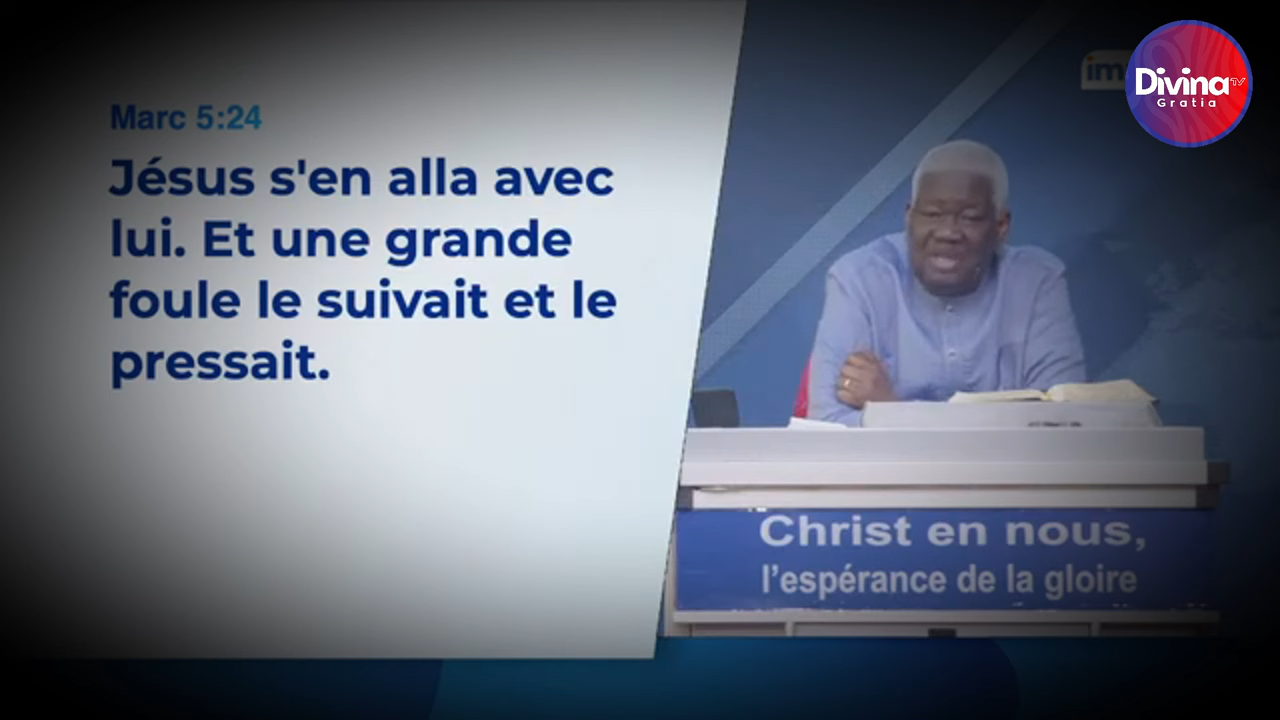 Marc 5:24
Jésus s'en alla avec
lui. Et une grande
foule le suivait et le
pressait.
Divina TV
Gratia
Christ en nous,
l'espérance de la gloire